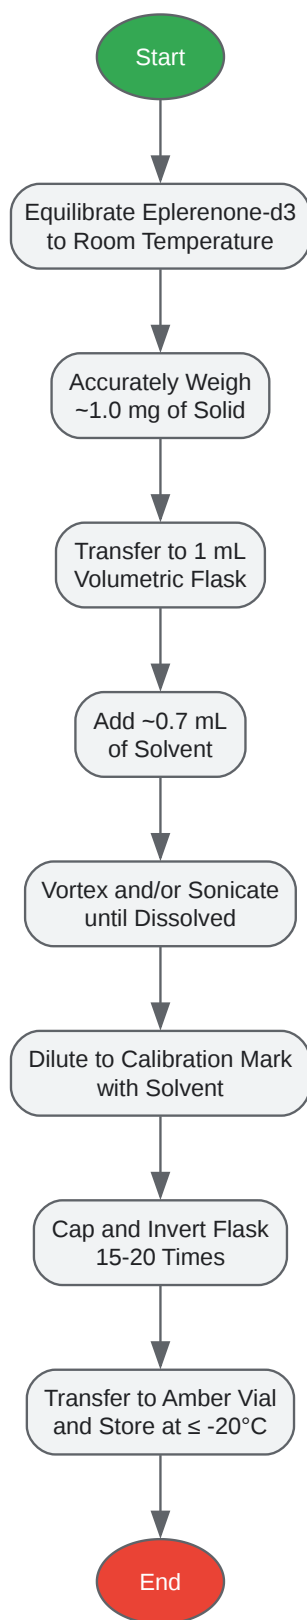 Start
Equilibrate Eplerenone-d3
to Room Temperature
Accurately Weigh
~1.0 mg of Solid
Transfer to 1 mL
Volumetric Flask
Add ~0.7 mL
of Solvent
Vortex and/or Sonicate
until Dissolved
Dilute to Calibration Mark
with Solvent
Cap and Invert Flask
15-20 Times
Transfer to Amber Vial
and Store at ≤ -20°C
End